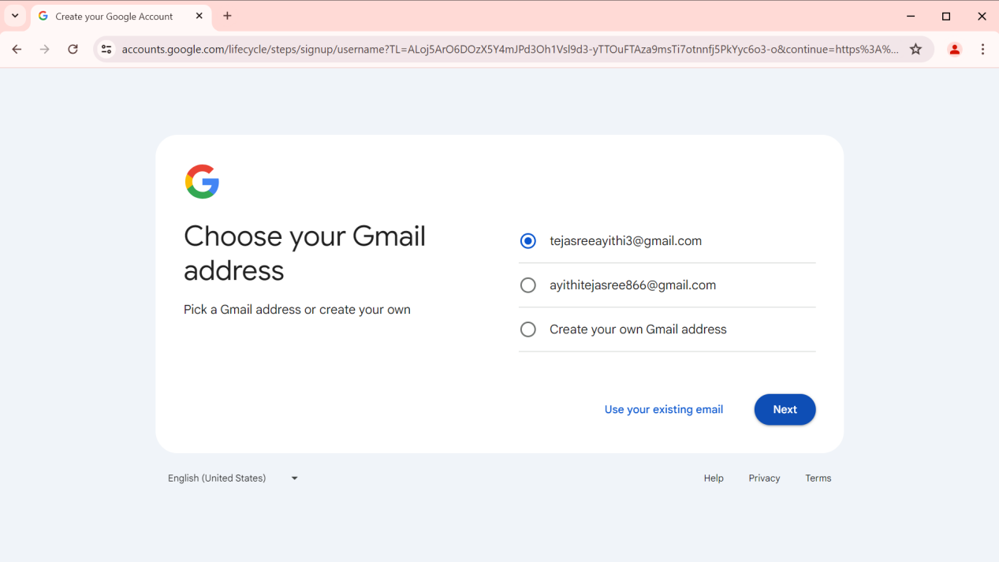 Create your Google Account
accounts.google.com/lifecycle/steps/signup/username?TL=ALoj5ArO6DOzX5Y4mJPd3Oh1Vsl9d3-yTTOuFTAza9msTi7otnnfj5PkYyc6o3-o&continue=https%3A%...
Choose your Gmail
address
Pick a Gmail address or create your own
tejasreeayithi3@gmail.com
ayithitejasree866@gmail.com
Create your own Gmail address
Use your existing email
Next
English (United States)
Help
Privacy
Terms